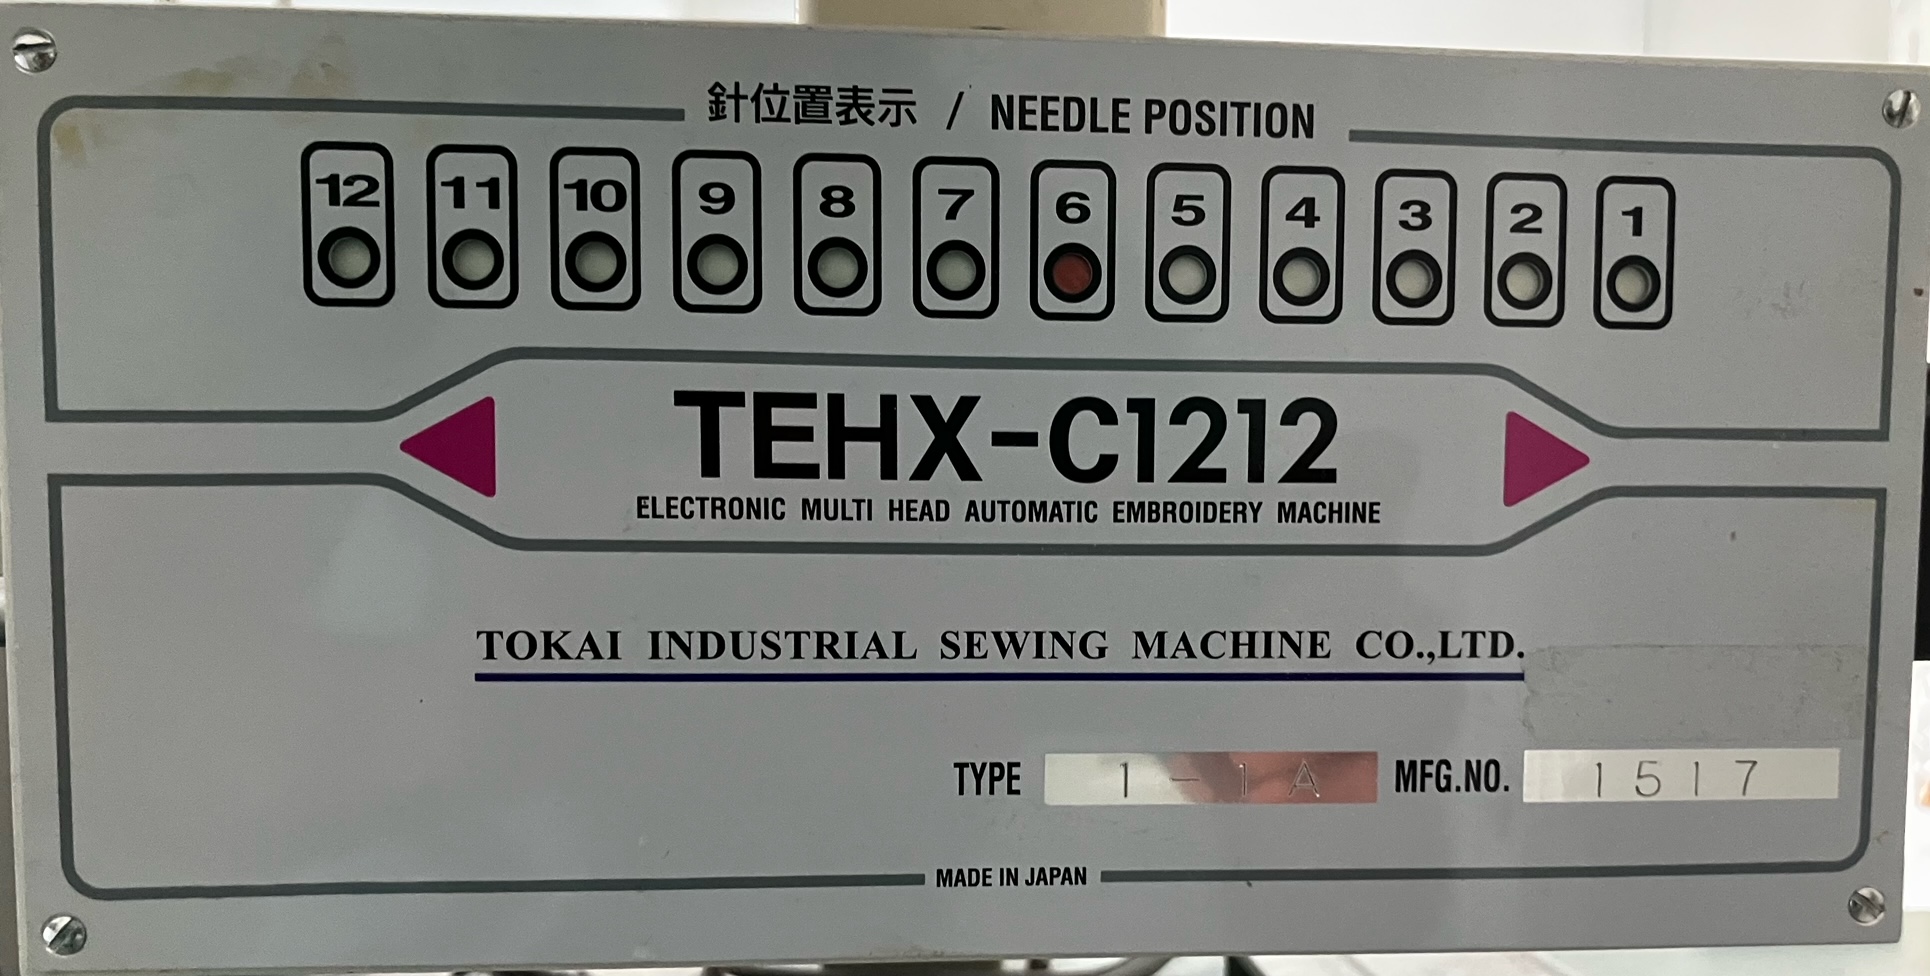 針位置表示 / NEEDLE POSITION
12 11 10 9 8 7 6 5 4 3 2 1
TEHX-C1212
ELECTRONIC MULTI HEAD AUTOMATIC EMBROIDERY MACHINE
TOKAI INDUSTRIAL SEWING MACHINE CO.,LTD.
TYPE 1-1A MFG.NO. 1517
MADE IN JAPAN